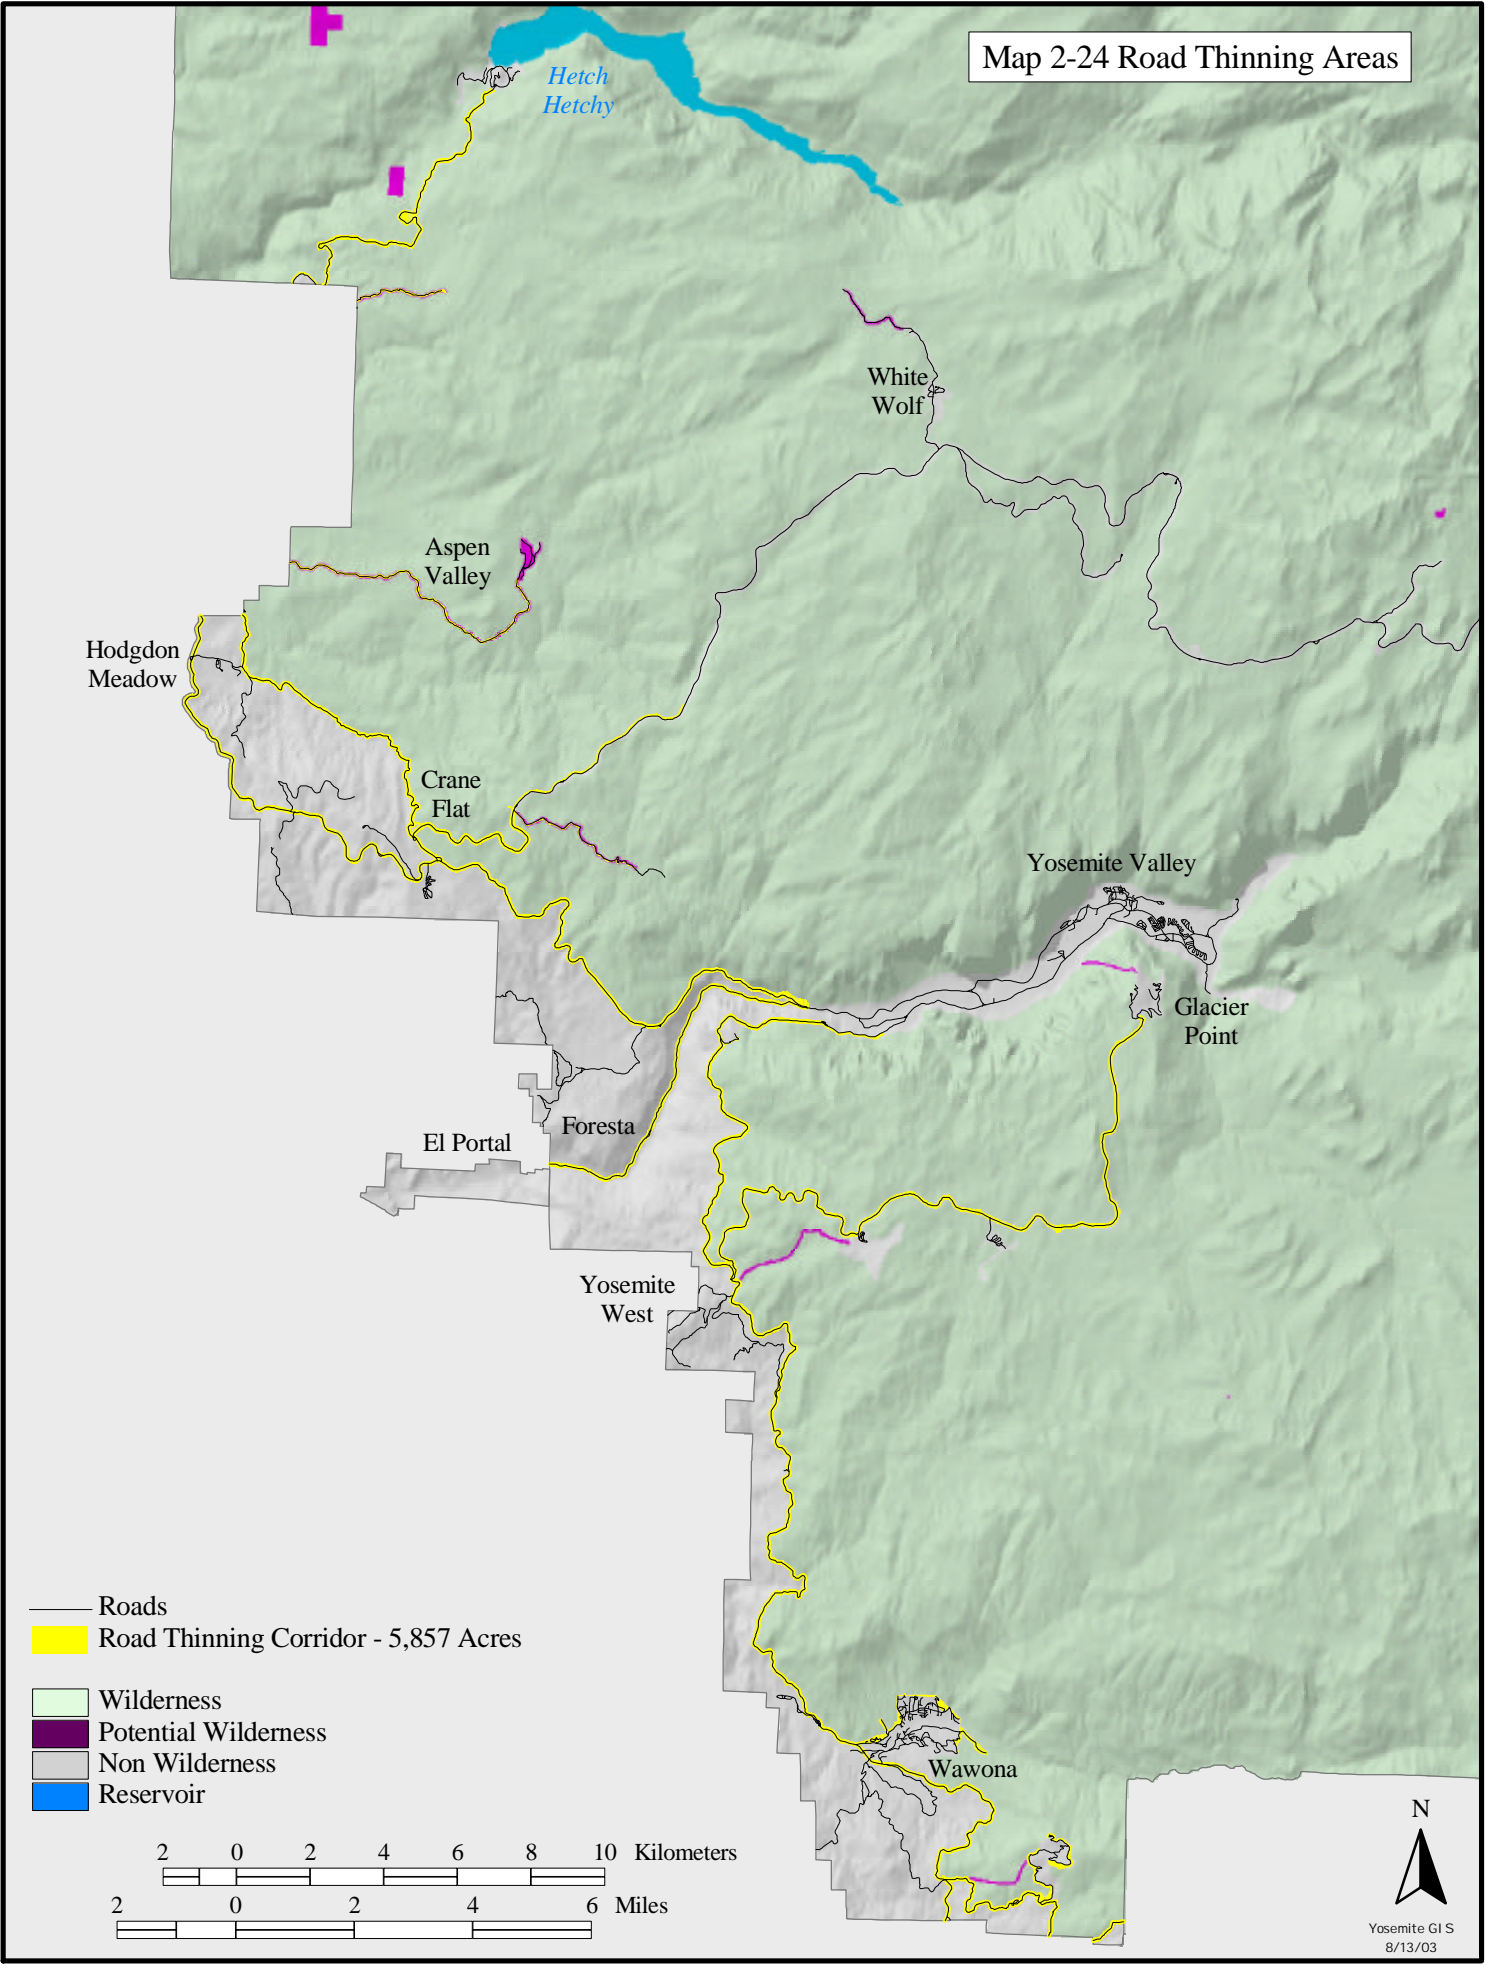 Map 2-24 Road Thinning Areas
Hetch
Hetchy
White
Wolf
Aspen
Valley
Hodgdon
Meadow
Crane
Flat
Yosemite Valley
Glacier
Point
Foresta
El Portal
Yosemite
West
Wawona
Roads
Road Thinning Corridor - 5,857 Acres
Wilderness
Potential Wilderness
Non Wilderness
Reservoir
2 0 2 4 6 8 10 Kilometers
2 0 2 4 6 Miles
N
Yosemite GIS
8/13/03